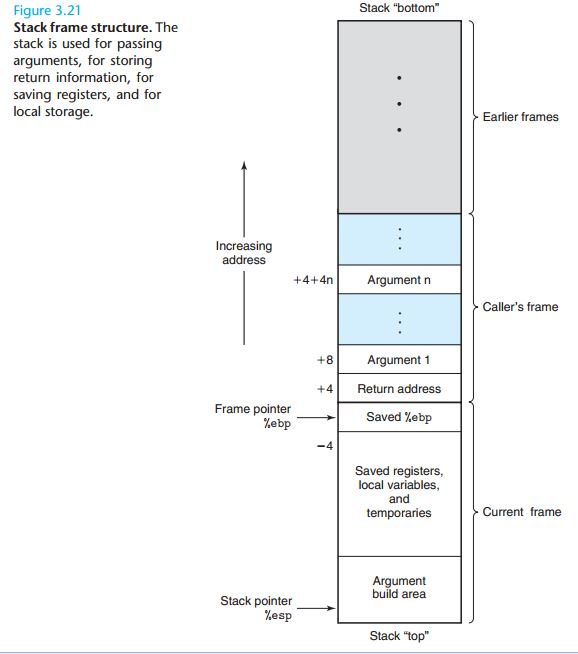 Figure 3.21
Stack frame structure. The
stack is used for passing
arguments, for storing
return information, for
saving registers, and for
local storage.
Stack “bottom”
Earlier frames
Increasing
address
+4+4n
Argument n
Caller’s frame
+8
Argument 1
+4
Return address
Frame pointer
%ebp
Saved %ebp
−4
Saved registers,
local variables,
and
temporaries
Current frame
Argument
build area
Stack pointer
%esp
Stack “top”